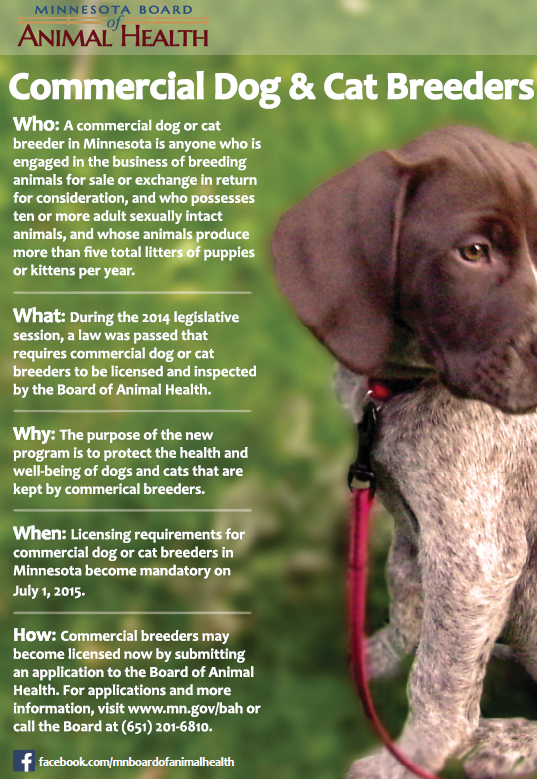 MINNESOTA BOARD
of
ANIMAL HEALTH
Commercial Dog & Cat Breeders
Who: A commercial dog or cat
breeder in Minnesota is anyone who is
engaged in the business of breeding
animals for sale or exchange in return
for consideration, and who possesses
ten or more adult sexually intact
animals, and whose animals produce
more than five total litters of puppies
or kittens per year.
What: During the 2014 legislative
session, a law was passed that
requires commercial dog or cat
breeders to be licensed and inspected
by the Board of Animal Health.
Why: The purpose of the new
program is to protect the health and
well-being of dogs and cats that are
kept by commerical breeders.
When: Licensing requirements for
commercial dog or cat breeders in
Minnesota become mandatory on
July 1, 2015.
How: Commercial breeders may
become licensed now by submitting
an application to the Board of Animal
Health. For applications and more
information, visit www.mn.gov/bah or
call the Board at (651) 201-6810.
f facebook.com/mnboardofanimalhealth